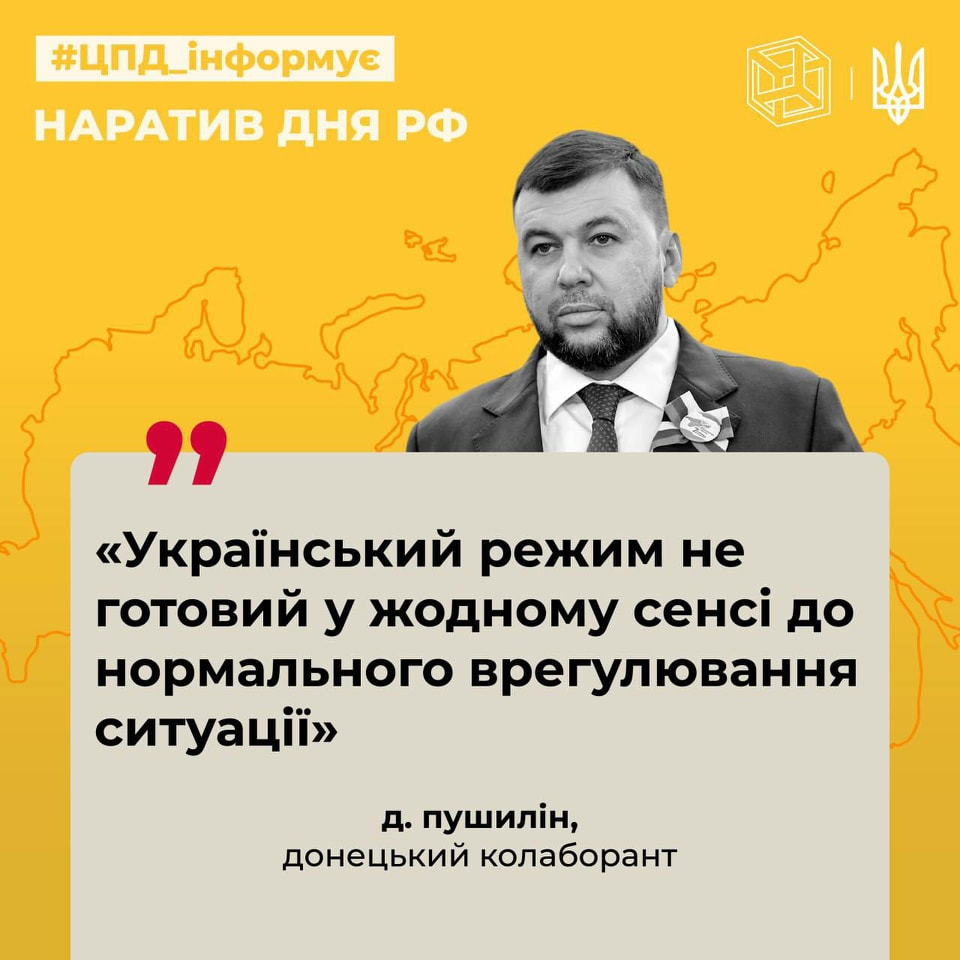 #ЦПД_інформує
НАРАТИВ ДНЯ РФ
«Український режим не
готовий у жодному сенсі до
нормального врегулювання
ситуації»
д. пушилін,
донецький колаборант